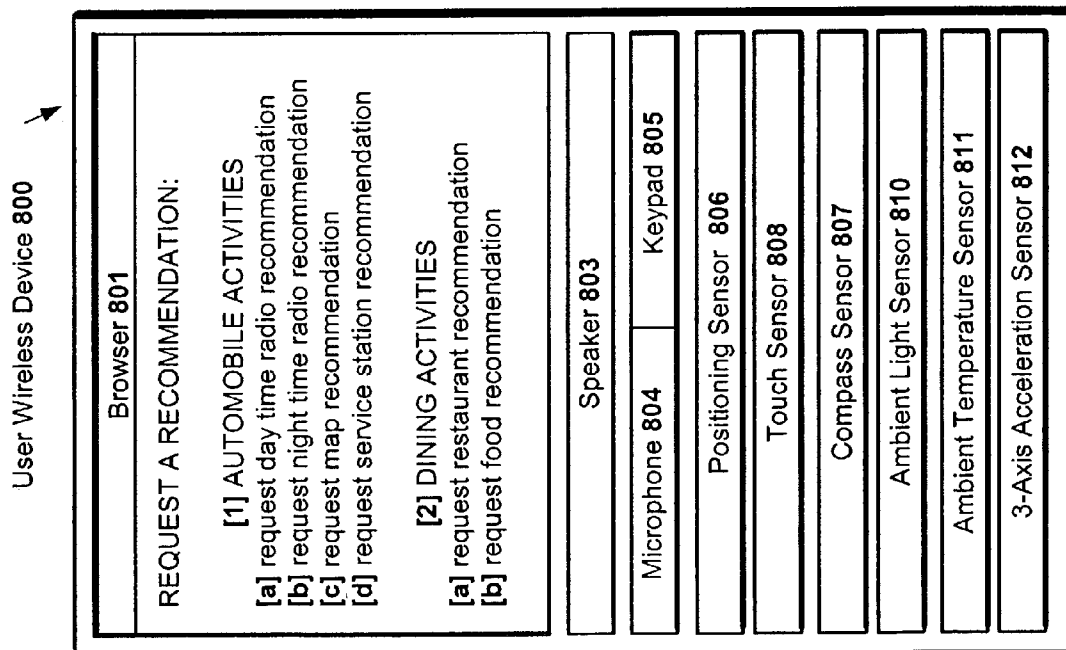 User Wireless Device 800
Browser 801
REQUEST A RECOMMENDATION:
[1] AUTOMOBILE ACTIVITIES
[a] request day time radio recommendation
[b] request night time radio recommendation
[c] request map recommendation
[d] request service station recommendation
[2] DINING ACTIVITIES
[a] request restaurant recommendation
[b] request food recommendation
Speaker 803
Microphone 804 Keypad 805
Positioning Sensor 806
Touch Sensor 808
Compass Sensor 807
Ambient Light Sensor 810
Ambient Temperature Sensor 811
3-Axis Acceleration Sensor 812